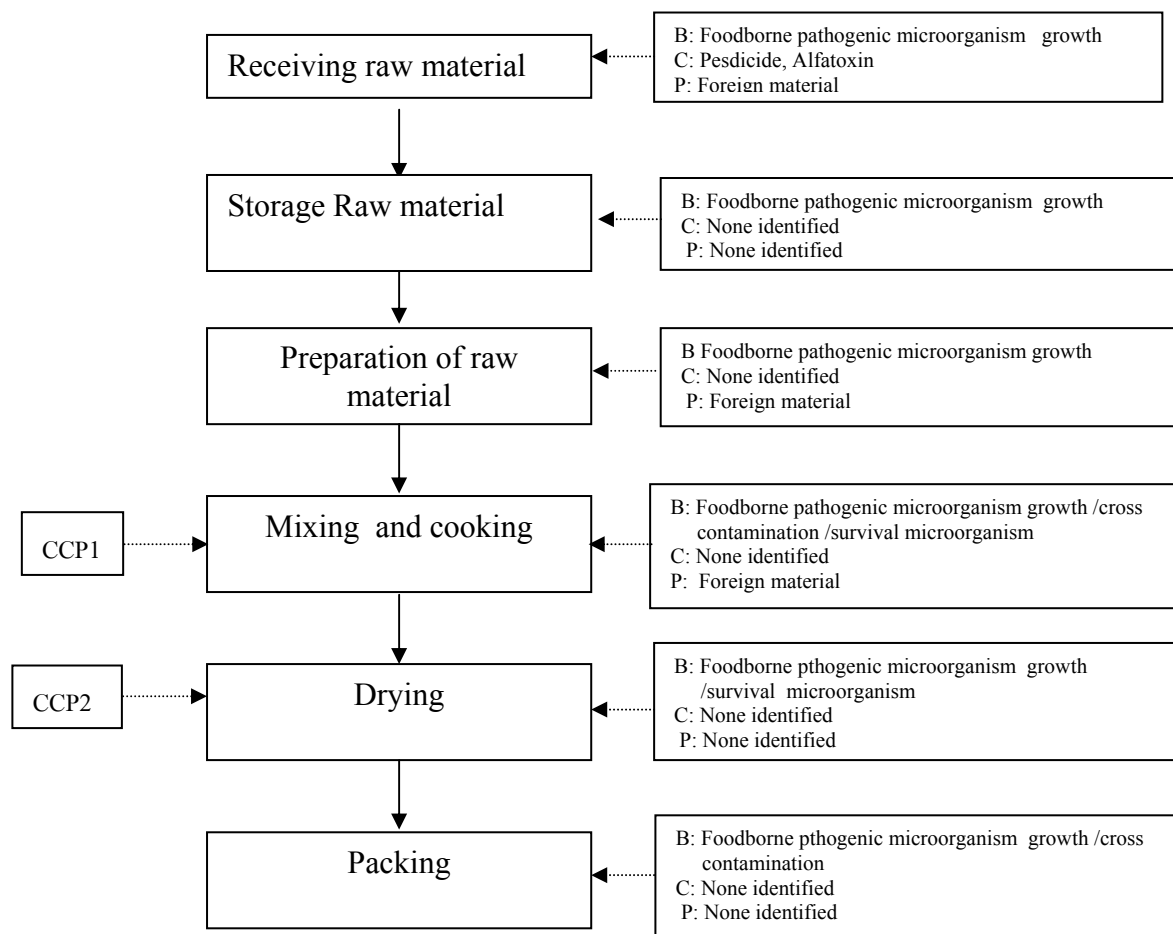 Receiving raw material
B: Foodborne pathogenic microorganism growth
C: Pesdicide, Alfatoxin
P: Foreign material
Storage Raw material
B: Foodborne pathogenic microorganism growth
C: None identified
P: None identified
Preparation of raw
material
B Foodborne pathogenic microorganism growth
C: None identified
P: Foreign material
CCP1
Mixing and cooking
B: Foodborne pathogenic microorganism growth /cross
contamination /survival microorganism
C: None identified
P: Foreign material
CCP2
Drying
B: Foodborne pthogenic microorganism growth
/survival microorganism
C: None identified
P: None identified
Packing
B: Foodborne pthogenic microorganism growth /cross
contamination
C: None identified
P: None identified